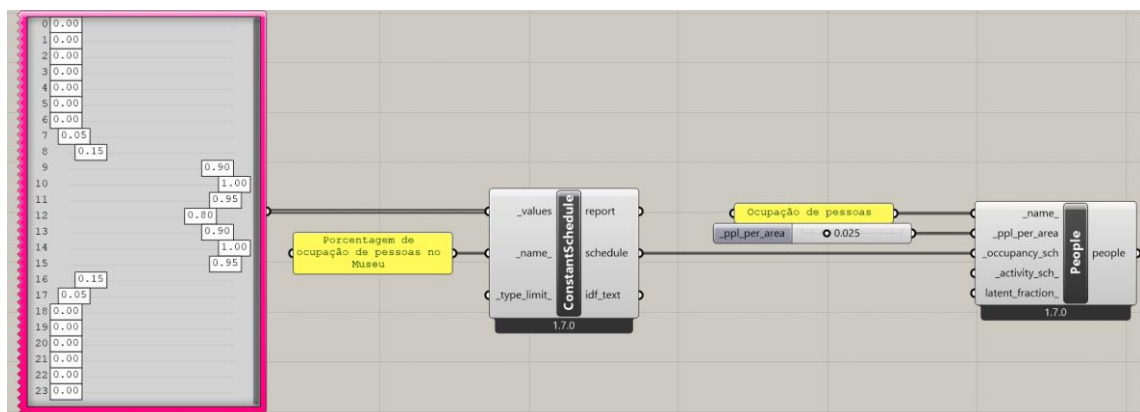 0 0.00
1 0.00
2 0.00
3 0.00
4 0.00
5 0.00
6 0.00
7 0.05
8 0.15
9 0.90
10 1.00
11 0.95
12 0.80
13 0.90
14 1.00
15 0.95
16 0.15
17 0.05
18 0.00
19 0.00
20 0.00
21 0.00
22 0.00
23 0.00
Porcentagem de
ocupação de pessoas no
Museu
_values
_name_
_type_limit_
ConstantSchedule
report
schedule
idf_text
1.7.0
Ocupação de pessoas
_ppl_per_area 0.025
_name_
_ppl_per_area
_occupancy_sch
_activity_sch_
latent_fraction_
People
people
1.7.0